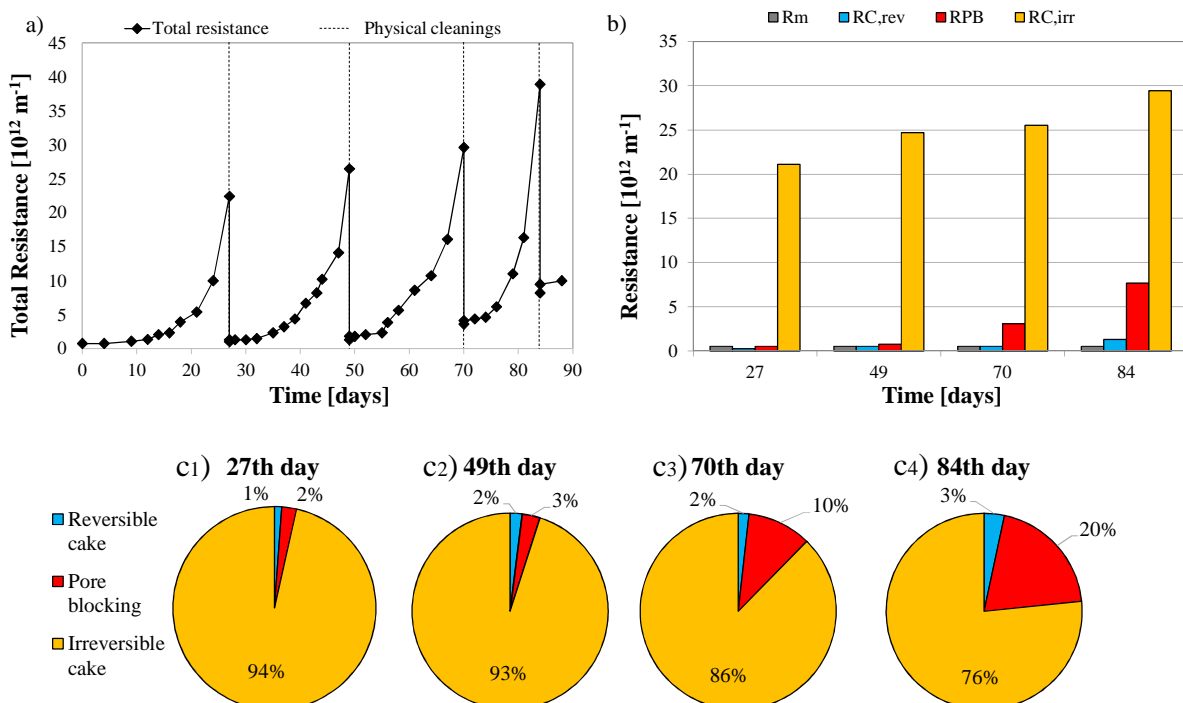 a)
Total resistance
Physical cleanings
45
40
35
30
25
20
15
10
5
0
Total Resistance [10¹² m⁻¹]
0 10 20 30 40 50 60 70 80 90
Time [days]
b)
Rm RC,rev RPB RC,irr
35
30
25
20
15
10
5
0
Resistance [10¹² m⁻¹]
27 49 70 84
Time [days]
Reversible
cake
Pore
blocking
Irreversible
cake
c1) 27th day
1% 2%
94%
c2) 49th day
2% 3%
93%
c3) 70th day
2% 10%
86%
c4) 84th day
3%
20%
76%